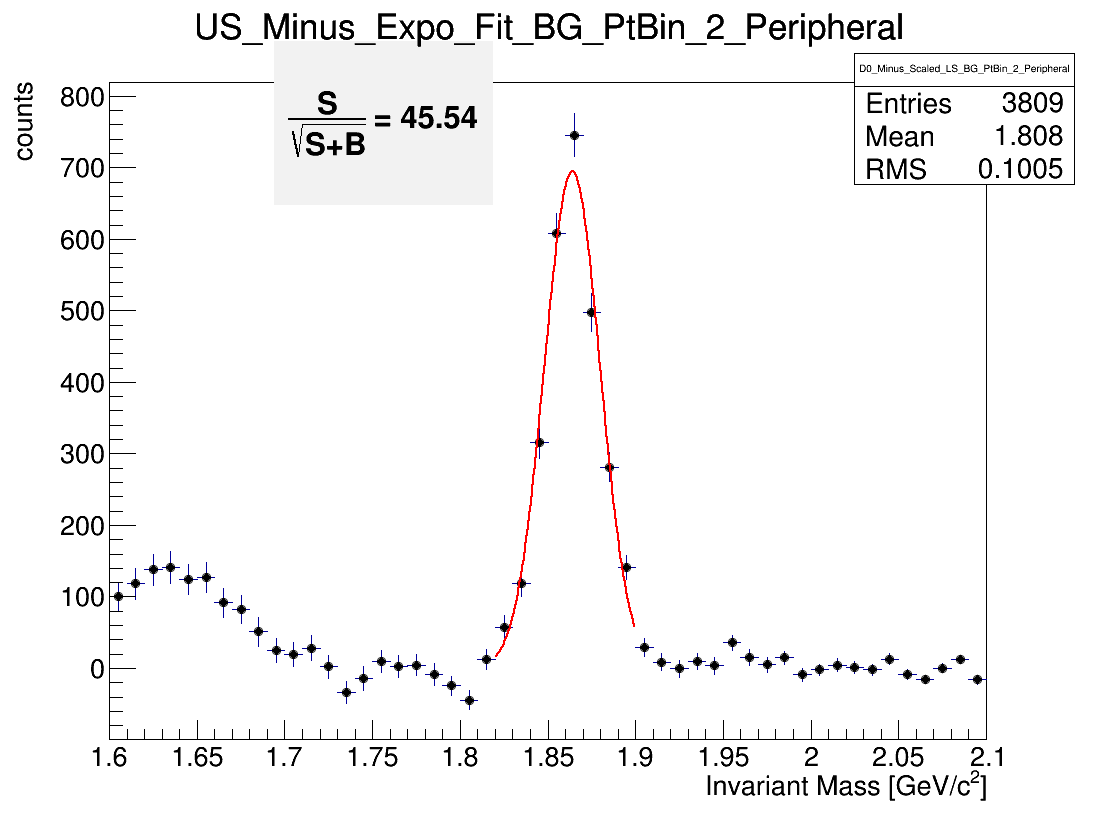 US_Minus_Expo_Fit_BG_PtBin_2_Peripheral
D0_Minus_Scaled_LS_BG_PtBin_2_Peripheral
Entries 3809
Mean 1.808
RMS 0.1005
S
√S+B = 45.54
counts
800
700
600
500
400
300
200
100
0
1.6 1.65 1.7 1.75 1.8 1.85 1.9 1.95 2 2.05 2.1
Invariant Mass [GeV/c²]